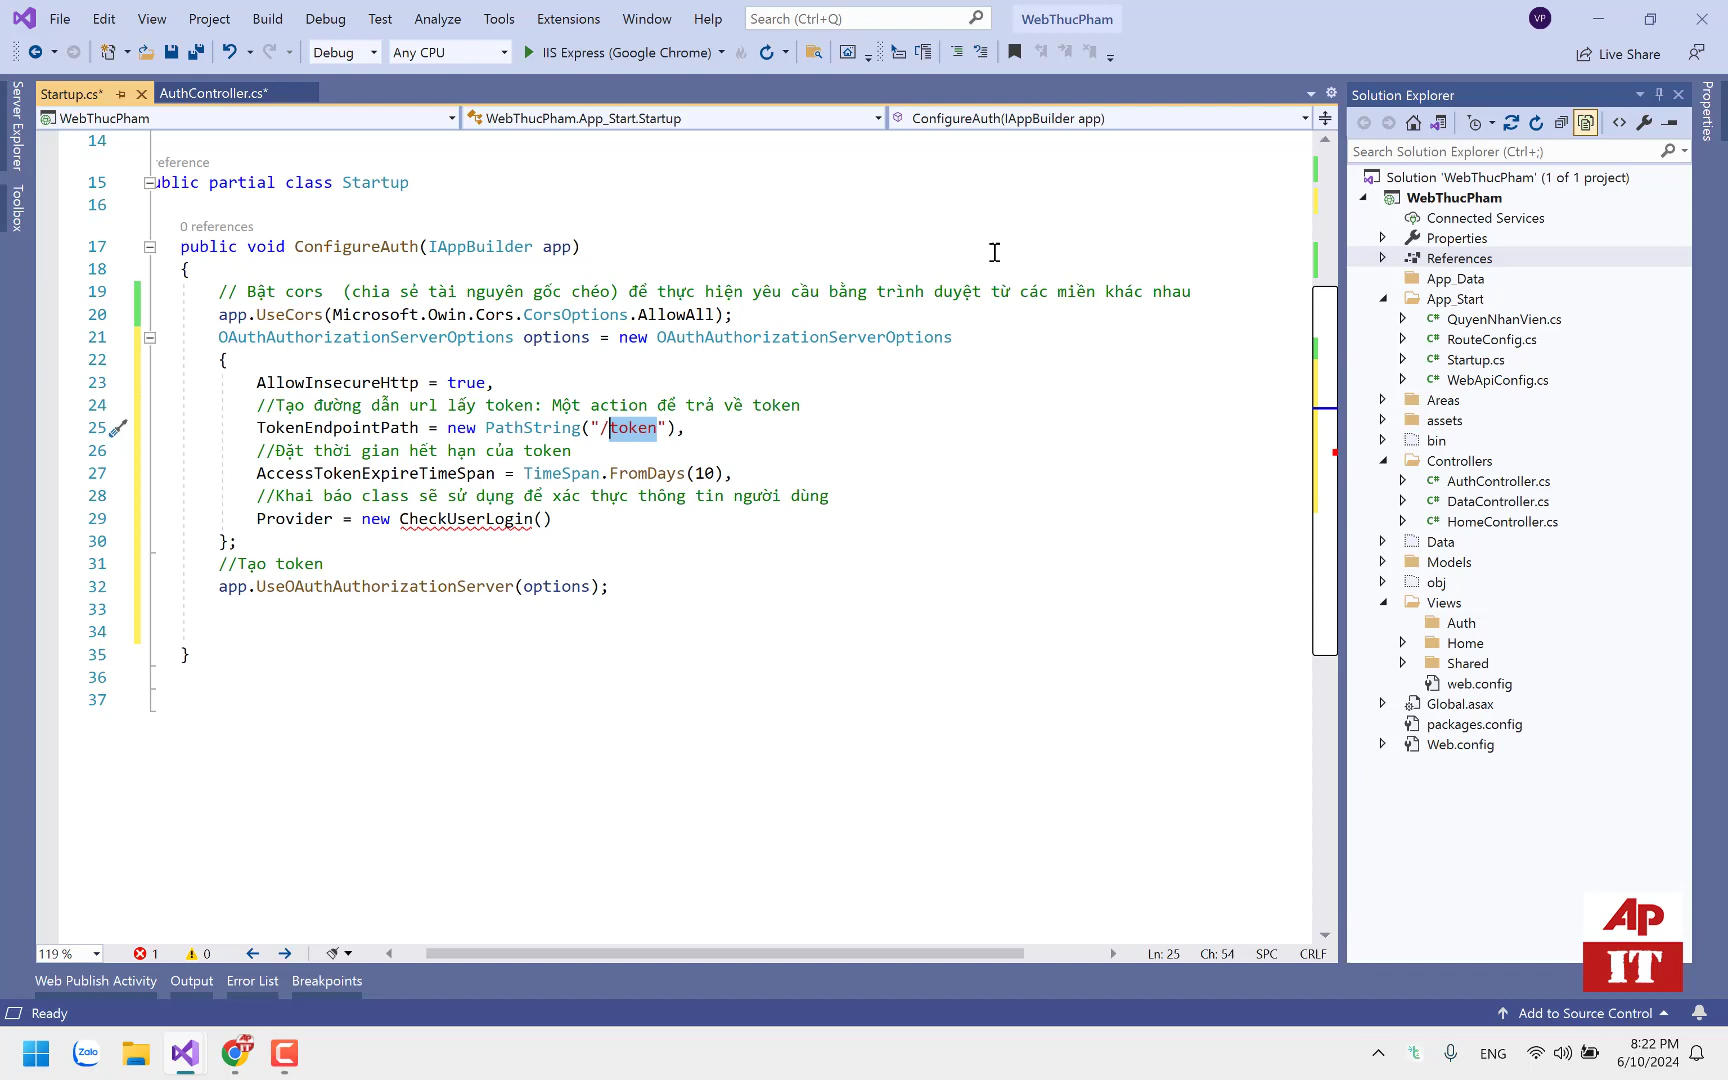 File Edit View Project Build Debug Test Analyze Tools Extensions Window Help Search (Ctrl+Q) WebThucPham VP
Debug Any CPU IIS Express (Google Chrome) Live Share
Server Explorer
Toolbox
Startup.cs* AuthController.cs*
WebThucPham WebThucPham.App_Start.Startup ConfigureAuth(IAppBuilder app)
14
reference
15 ublic partial class Startup
16
0 references
17 public void ConfigureAuth(IAppBuilder app)
18 {
19 // Bật cors (chia sẻ tài nguyên gốc chéo) để thực hiện yêu cầu bằng trình duyệt từ các miền khác nhau
20 app.UseCors(Microsoft.Owin.Cors.CorsOptions.AllowAll);
21 OAuthAuthorizationServerOptions options = new OAuthAuthorizationServerOptions
22 {
23 AllowInsecureHttp = true,
24 //Tạo đường dẫn url lấy token: Một action để trả về token
25 TokenEndpointPath = new PathString("/token"),
26 //Đặt thời gian hết hạn của token
27 AccessTokenExpireTimeSpan = TimeSpan.FromDays(10),
28 //Khai báo class sẽ sử dụng để xác thực thông tin người dùng
29 Provider = new CheckUserLogin()
30 };
31 //Tạo token
32 app.UseOAuthAuthorizationServer(options);
33
34
35 }
36
37
119 % 1 0 Ln: 25 Ch: 54 SPC CRLF
Solution Explorer
Search Solution Explorer (Ctrl+;)
Solution 'WebThucPham' (1 of 1 project)
WebThucPham
Connected Services
Properties
References
App_Data
App_Start
C# QuyenNhanVien.cs
C# RouteConfig.cs
C# Startup.cs
C# WebApiConfig.cs
Areas
assets
bin
Controllers
C# AuthController.cs
C# DataController.cs
C# HomeController.cs
Data
Models
obj
Views
Auth
Home
Shared
web.config
Global.asax
packages.config
Web.config
Properties
AP
IT
Web Publish Activity Output Error List Breakpoints
Ready Add to Source Control
Zalo AP IT ENG 8:22 PM
6/10/2024